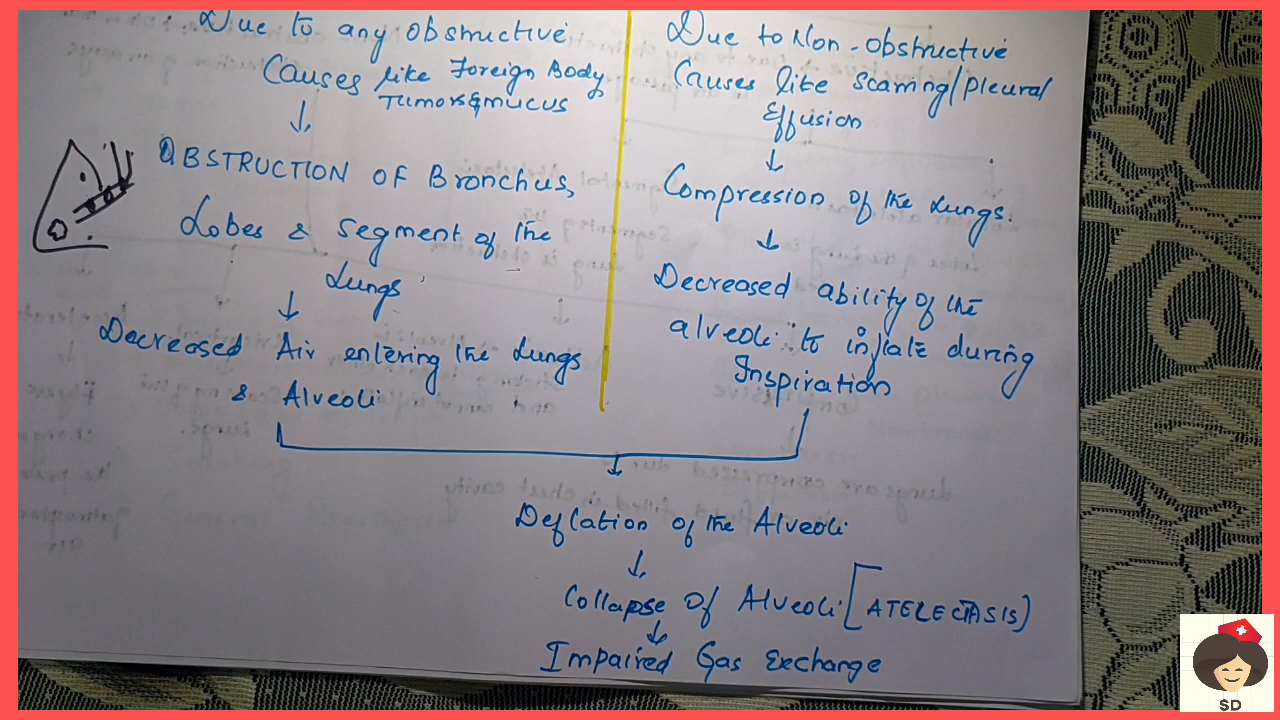 Due to any obstructive
Causes like Foreign Body
Tumors & mucus
OBSTRUCTION OF Bronchus,
Lobes & Segment of the
Lungs
Decreased Air entering the Lungs
& Alveoli
Due to Non-obstructive
Causes like scarring/pleural
Effusion
Compression of the Lungs.
Decreased ability of the
alveoli to inflate during
Inspiration
Deflation of the Alveoli
Collapse of Alveoli [ATELECTASIS)
Impaired Gas Exchange
SD